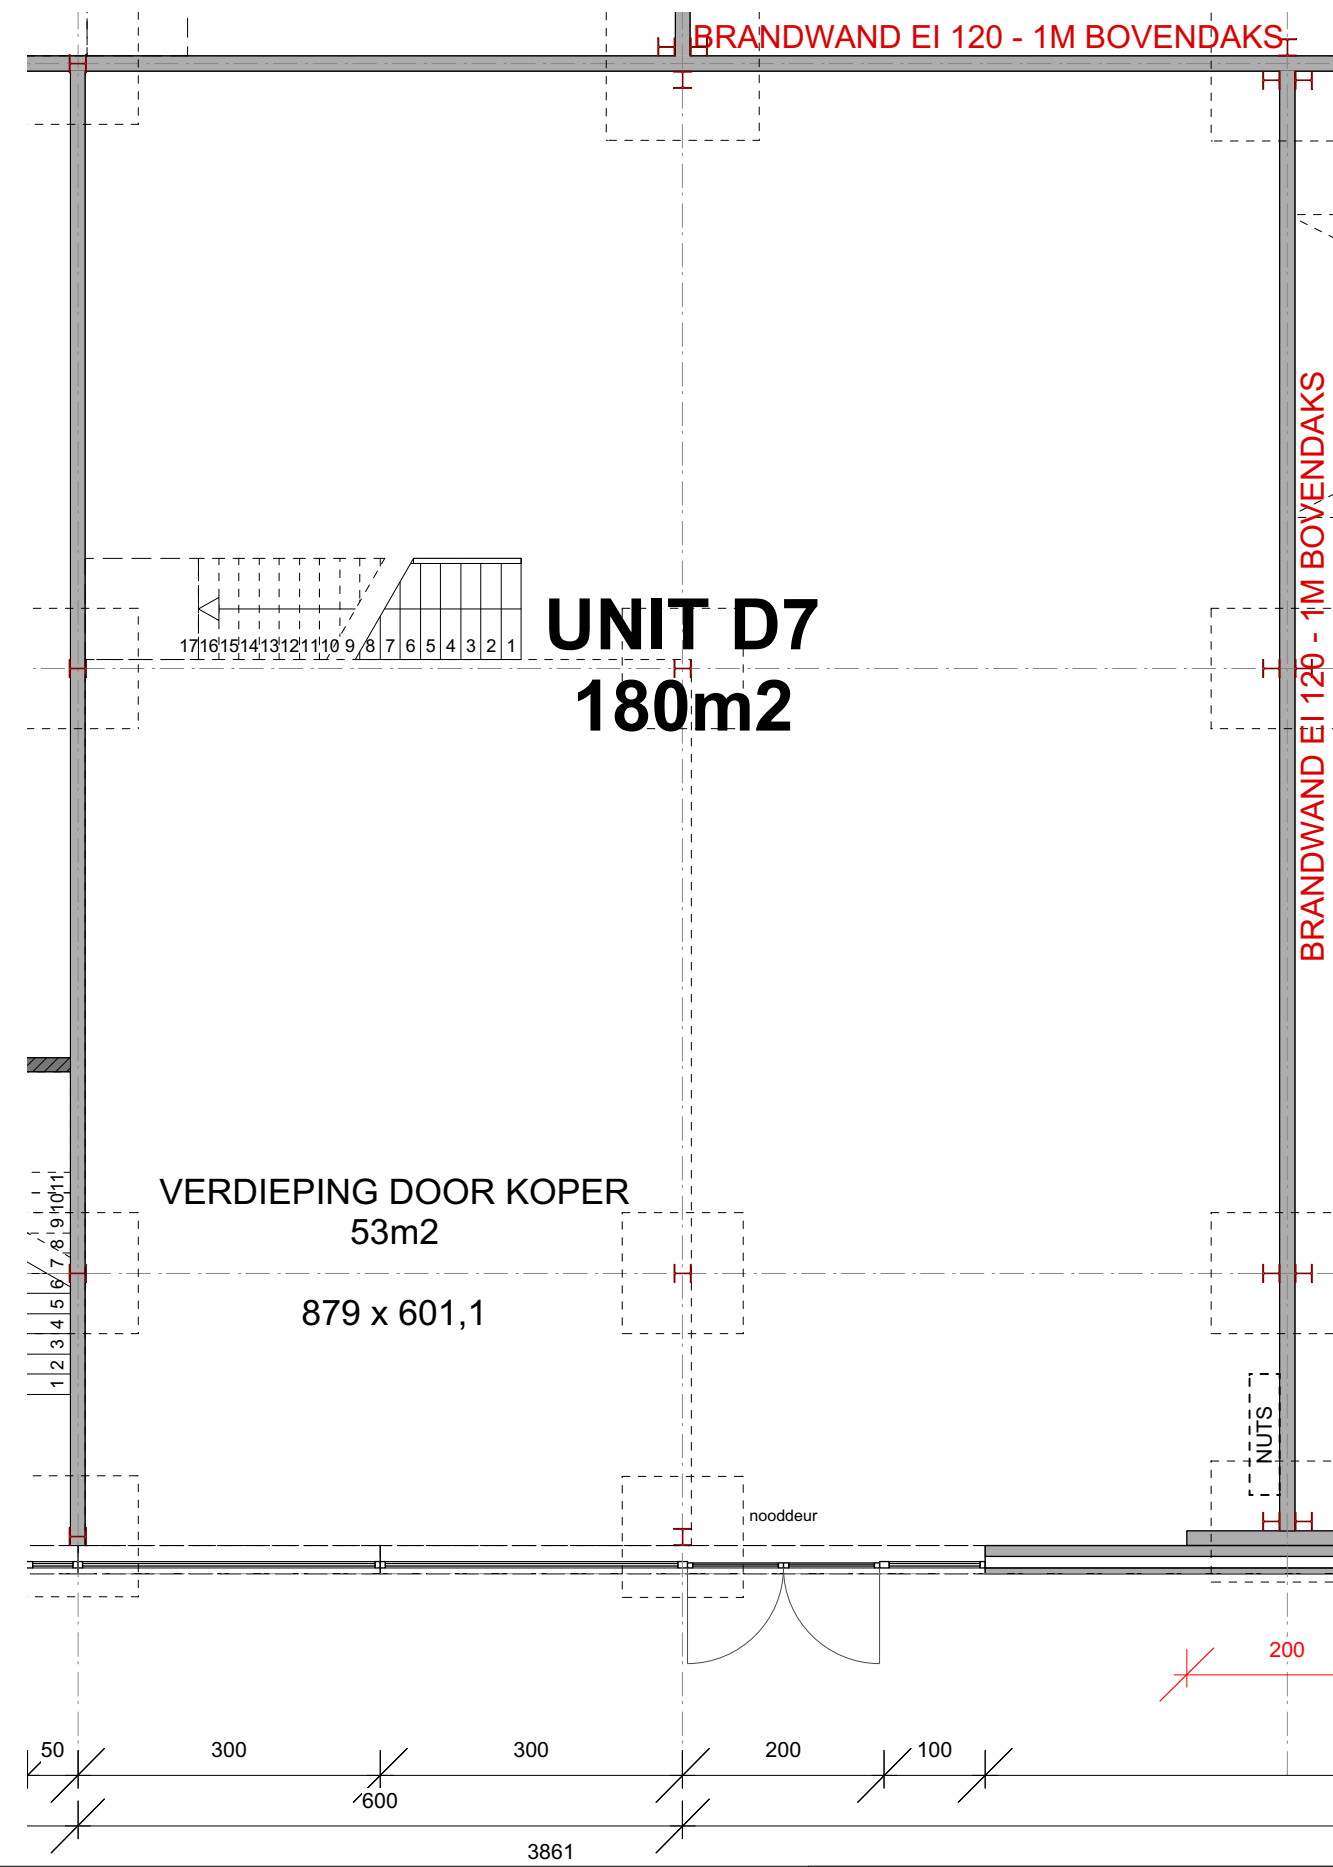 BRANDWAND EI 120 - 1M BOVENDAKS
BRANDWAND EI 120 - 1M BOVENDAKS
UNIT D7
180m2
17 16 15 14 13 12 11 10 9 8 7 6 5 4 3 2 1
VERDIEPING DOOR KOPER
53m2
879 x 601,1
1 2 3 4 5 6 7 8 9 10 11
NUTS
nooddeur
200
50 300 300 200 100
600
3861